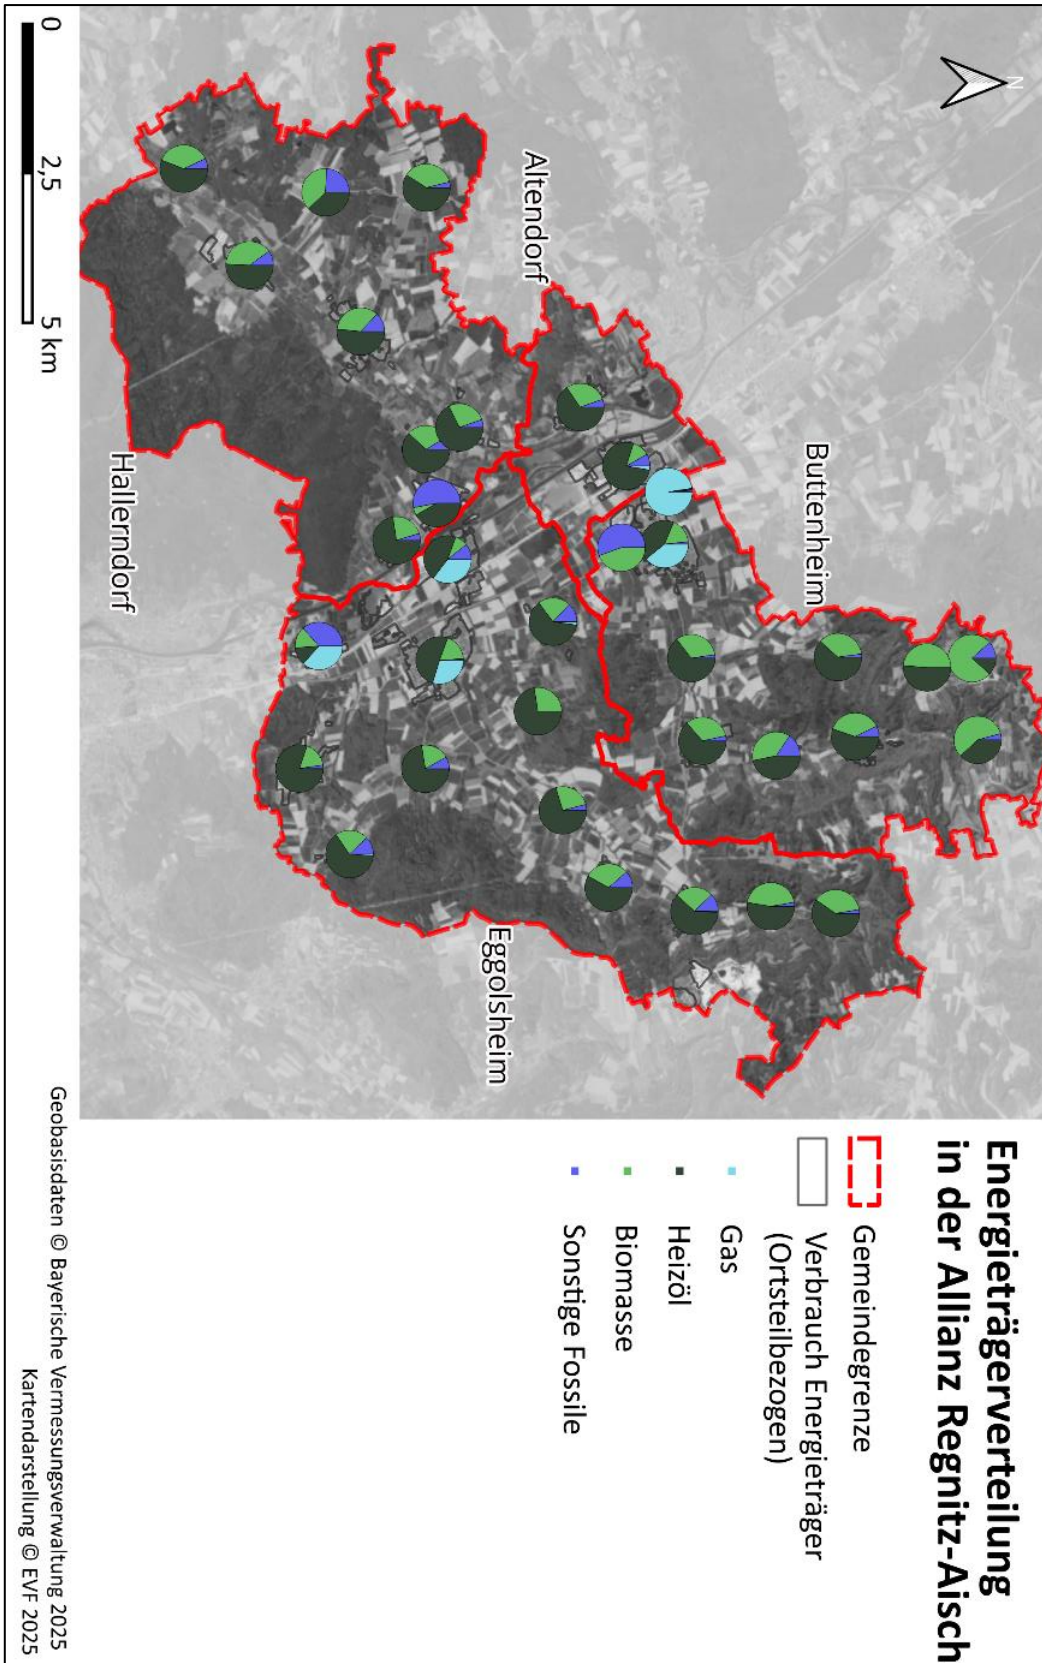 Energieträgerverteilung
in der Allianz Regnitz-Aisch
Gemeindegrenze
Verbrauch Energieträger
(Ortsteilbezogen)
Gas
Heizöl
Biomasse
Sonstige Fossile
N
Buttenheim
Altendorf
Eggolsheim
Hallerndorf
0 2,5 5 km
Geobasisdaten © Bayerische Vermessungsverwaltung 2025
Kartendarstellung © EVF 2025